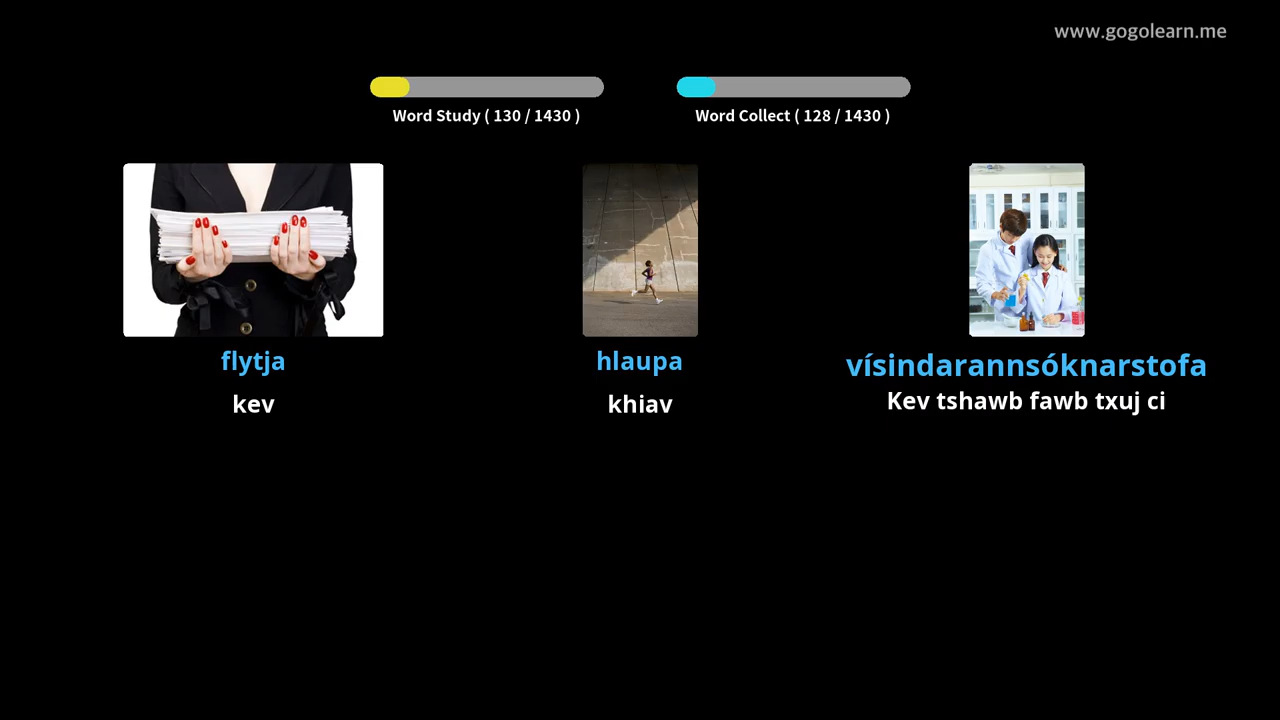 www.gogolearn.me
Word Study ( 130 / 1430 )
Word Collect ( 128 / 1430 )
flytja
kev
hlaupa
khiav
vísindarannsóknarstofa
Kev tshawb fawb txuj ci